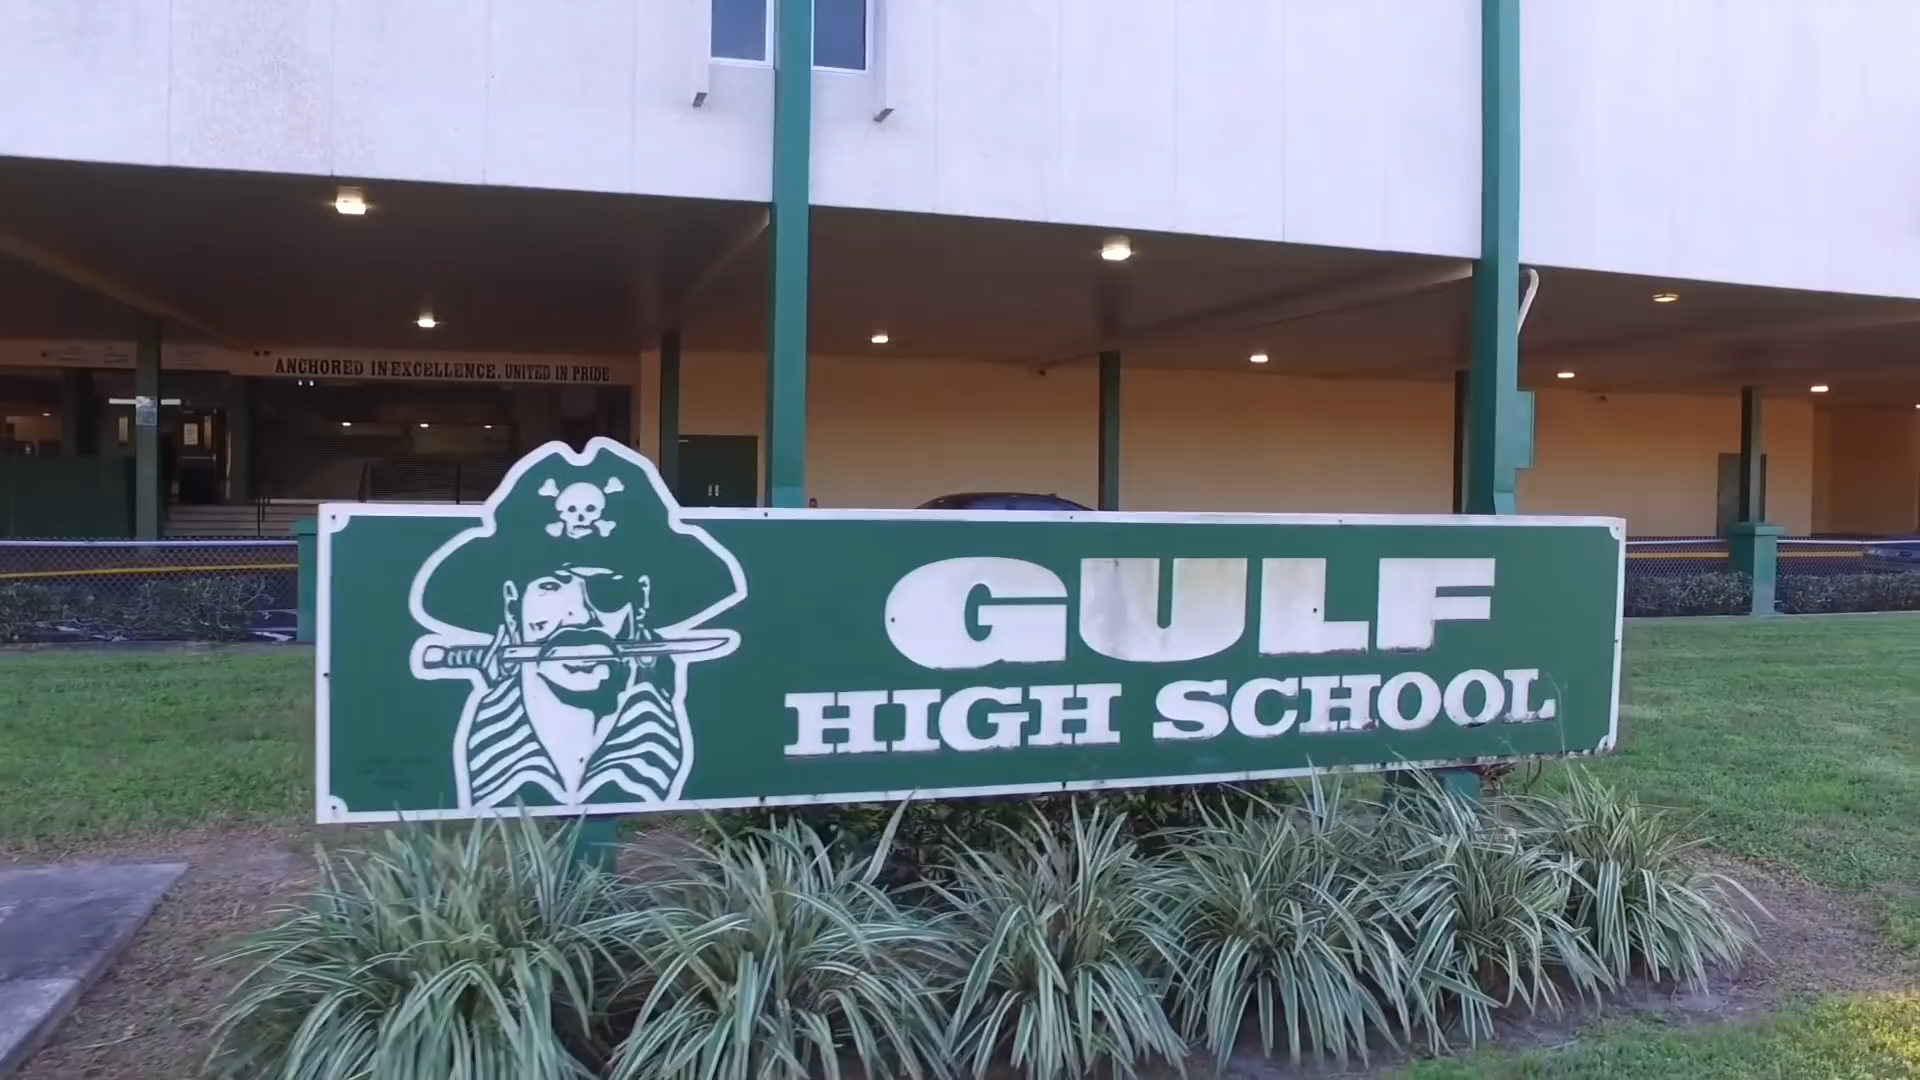 ANCHORED IN EXCELLENCE, UNITED IN PRIDE
GULF
HIGH SCHOOL